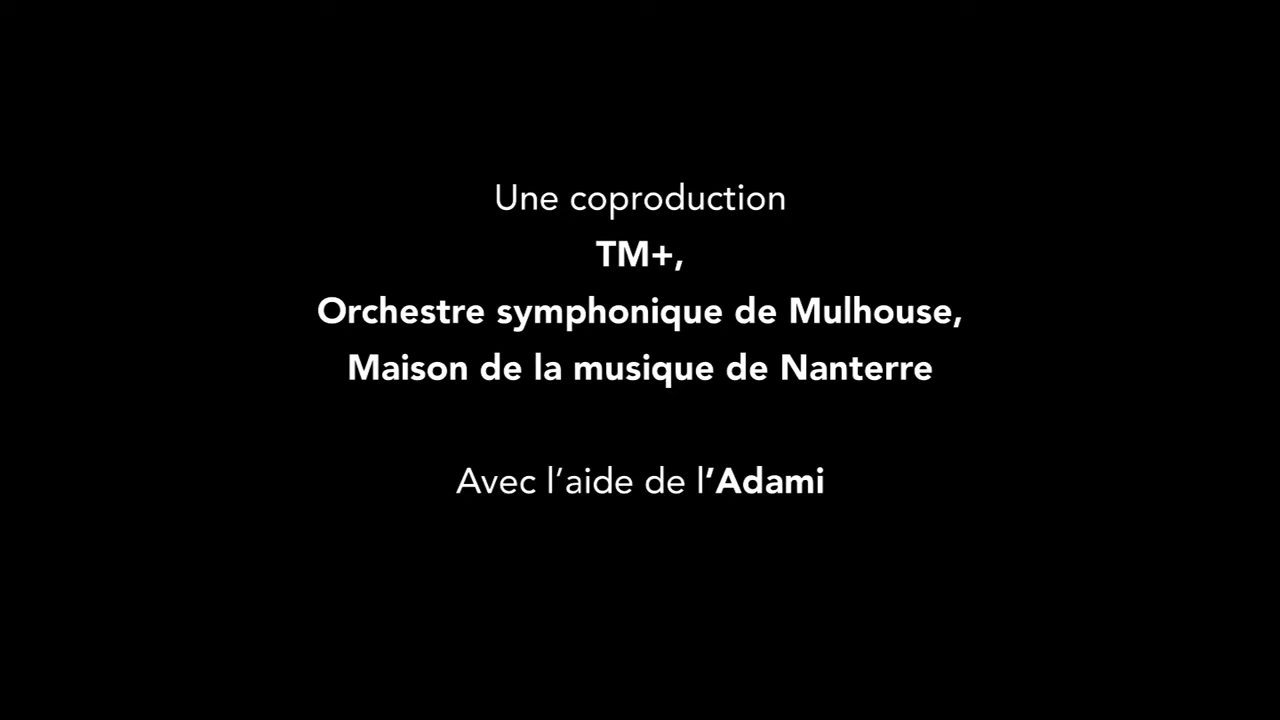 Une coproduction
TM+,
Orchestre symphonique de Mulhouse,
Maison de la musique de Nanterre
Avec l’aide de l’Adami